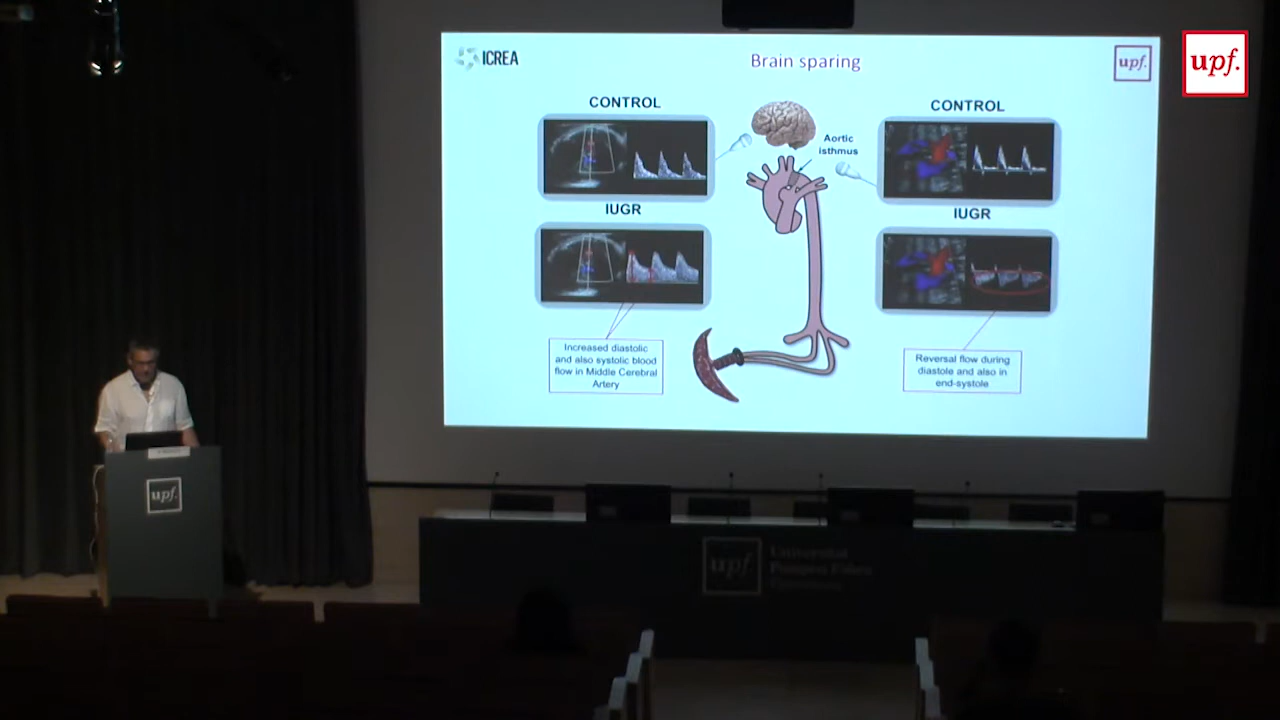 ICREA
Brain sparing
upf.
upf.
CONTROL
CONTROL
Aortic
isthmus
IUGR
IUGR
Increased diastolic
and also systolic blood
flow in Middle Cerebral
Artery
Reversal flow during
diastole and also in
end-systole
upf.
upf.
Universitat
Pompeu Fabra